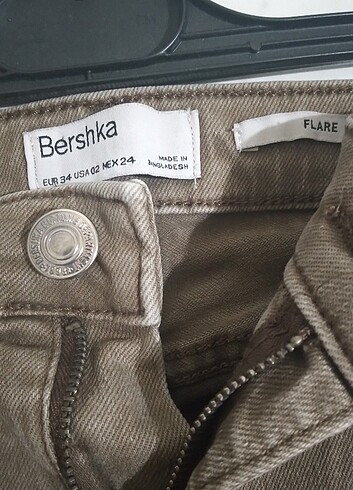 Bershka
EUR 34 USA 02 MEX 24
MADE IN
BANGLADESH
FLARE